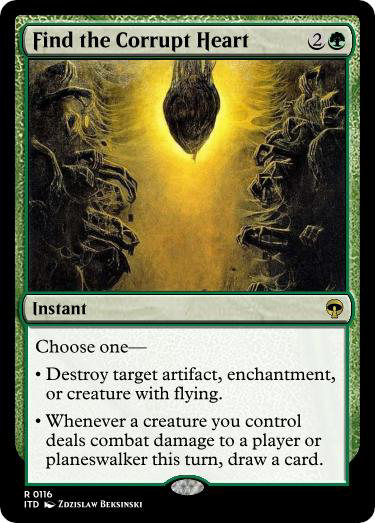 Find the Corrupt Heart 2
Instant
Choose one—
• Destroy target artifact, enchantment,
or creature with flying.
• Whenever a creature you control
deals combat damage to a player or
planeswalker this turn, draw a card.
R 0116
ITD Zdzislaw Beksinski